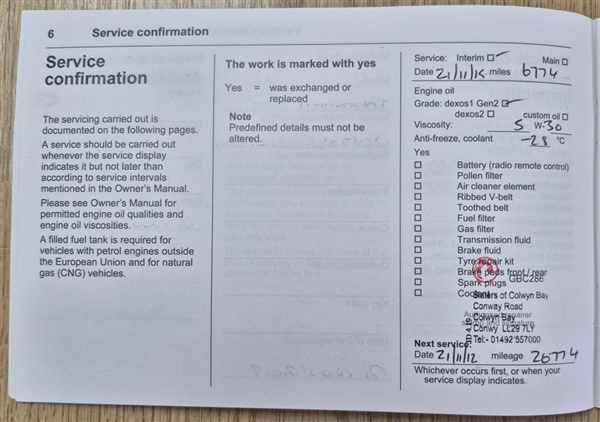 6 Service confirmation
Service
confirmation
The servicing carried out is
documented on the following pages.
A service should be carried out
whenever the service display
indicates it but not later than
according to service intervals
mentioned in the Owner's Manual.
Please see Owner's Manual for
permitted engine oil qualities and
engine oil viscosities.
A filled fuel tank is required for
vehicles with petrol engines outside
the European Union and for natural
gas (CNG) vehicles.
The work is marked with yes
Yes = was exchanged or
replaced
Note
Predefined details must not be
altered.
Service: Interim Main
Date 21/11/ miles 6774
Engine oil
Grade: dexos1 Gen2
dexos2 custom oil
Viscosity: 5 W-30
Anti-freeze, coolant -28 °C
Yes
Battery (radio remote control)
Pollen filter
Air cleaner element
Ribbed V-belt
Toothed belt
Fuel filter
Gas filter
Transmission fluid
Brake fluid
Tyre repair kit
Brake pads front/rear
GBC286
Spark plugs
Coolant
Slaters of Colwyn Bay
Conway Road
Colwyn Bay
Conwy LL29 7LY
Tel:- 01492 557000
Next service:
Date 21/11/12 mileage 26774
Whichever occurs first, or when your
service display indicates.